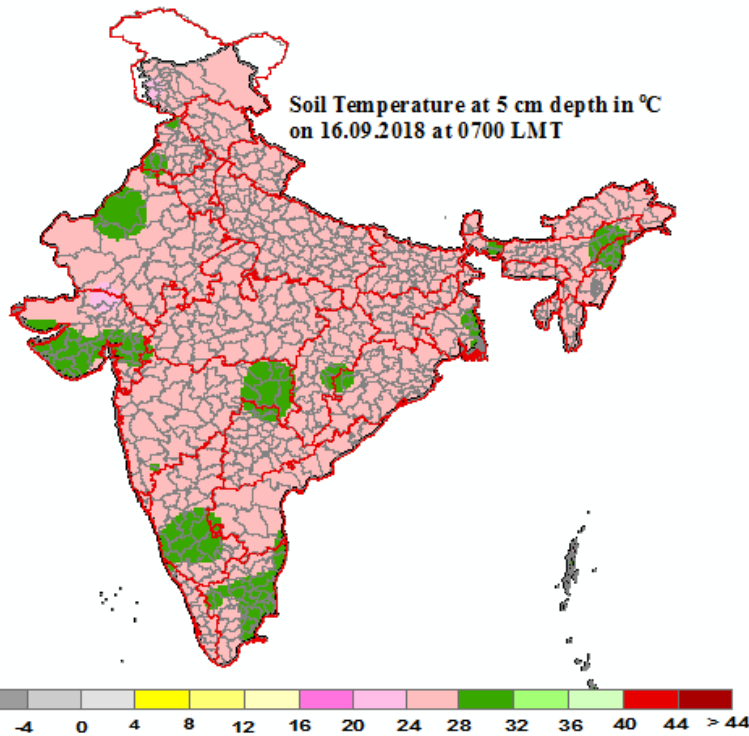 Soil Temperature at 5 cm depth in °C
on 16.09.2018 at 0700 LMT
-4 0 4 8 12 16 20 24 28 32 36 40 44 > 44